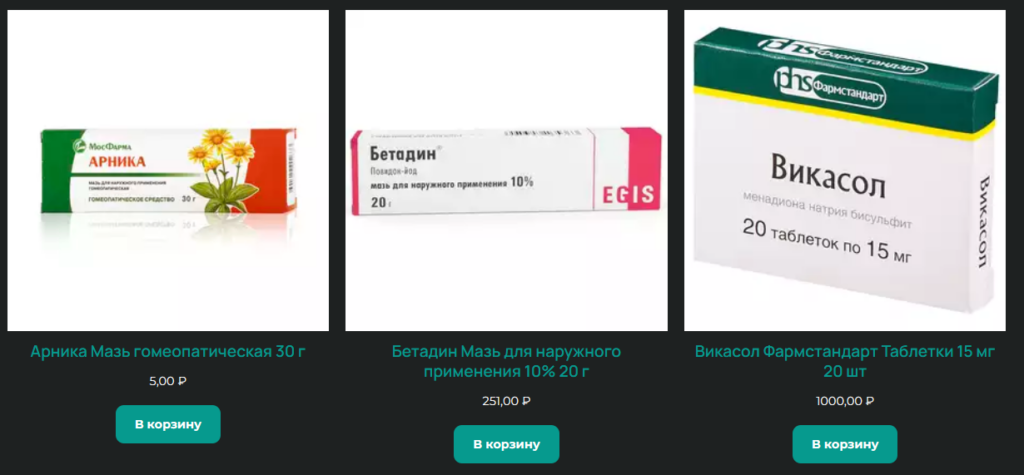 МосФарма
АРНИКА
МАЗЬ ДЛЯ НАРУЖНОГО ПРИМЕНЕНИЯ
ГОМЕОПАТИЧЕСКАЯ
ГОМЕОПАТИЧЕСКОЕ СРЕДСТВО 30 г
Бетадин®
Повидон-йод
мазь для наружного применения 10%
20 г
EGIS
phs Фармстандарт
phs Фармстандарт
Викасол
менадиона натрия бисульфит
20 таблеток по 15 мг
Викасол
Арника Мазь гомеопатическая 30 г
5,00 ₽
В корзину
Бетадин Мазь для наружного
применения 10% 20 г
251,00 ₽
В корзину
Викасол Фармстандарт Таблетки 15 мг
20 шт
1000,00 ₽
В корзину